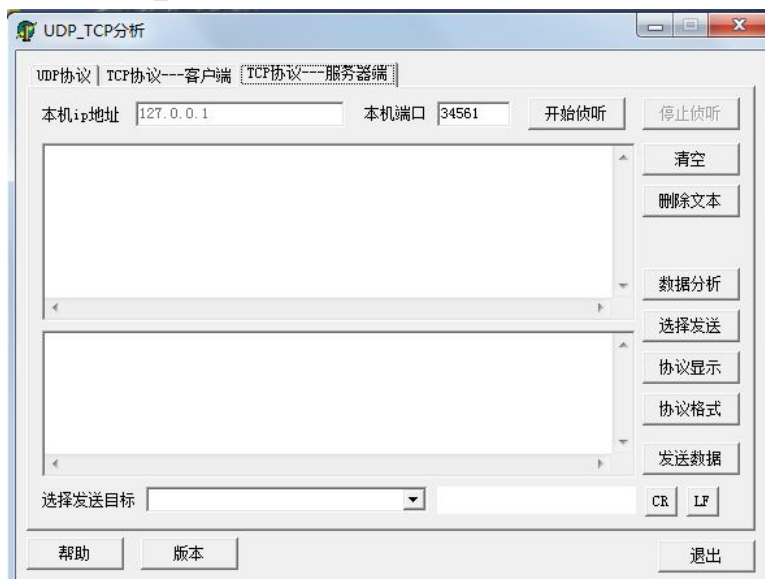 UDP_TCP分析
UDP协议 TCP协议---客户端 TCP协议---服务器端
本机ip地址 127.0.0.1 本机端口 34561 开始侦听 停止侦听
清空
删除文本
数据分析
选择发送
协议显示
协议格式
发送数据
选择发送目标 CR LF
帮助 版本 退出